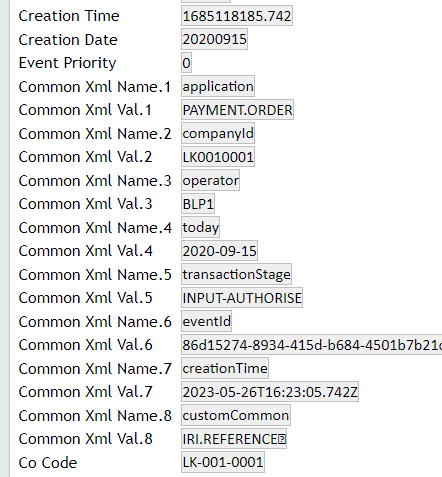 Creation Time 1685118185.742
Creation Date 20200915
Event Priority 0
Common Xml Name.1 application
Common Xml Val.1 PAYMENT.ORDER
Common Xml Name.2 companyId
Common Xml Val.2 LK0010001
Common Xml Name.3 operator
Common Xml Val.3 BLP1
Common Xml Name.4 today
Common Xml Val.4 2020-09-15
Common Xml Name.5 transactionStage
Common Xml Val.5 INPUT-AUTHORISE
Common Xml Name.6 eventId
Common Xml Val.6 86d15274-8934-415d-b684-4501b7b21c
Common Xml Name.7 creationTime
Common Xml Val.7 2023-05-26T16:23:05.742Z
Common Xml Name.8 customCommon
Common Xml Val.8 IRI.REFERENCE
Co Code LK-001-0001